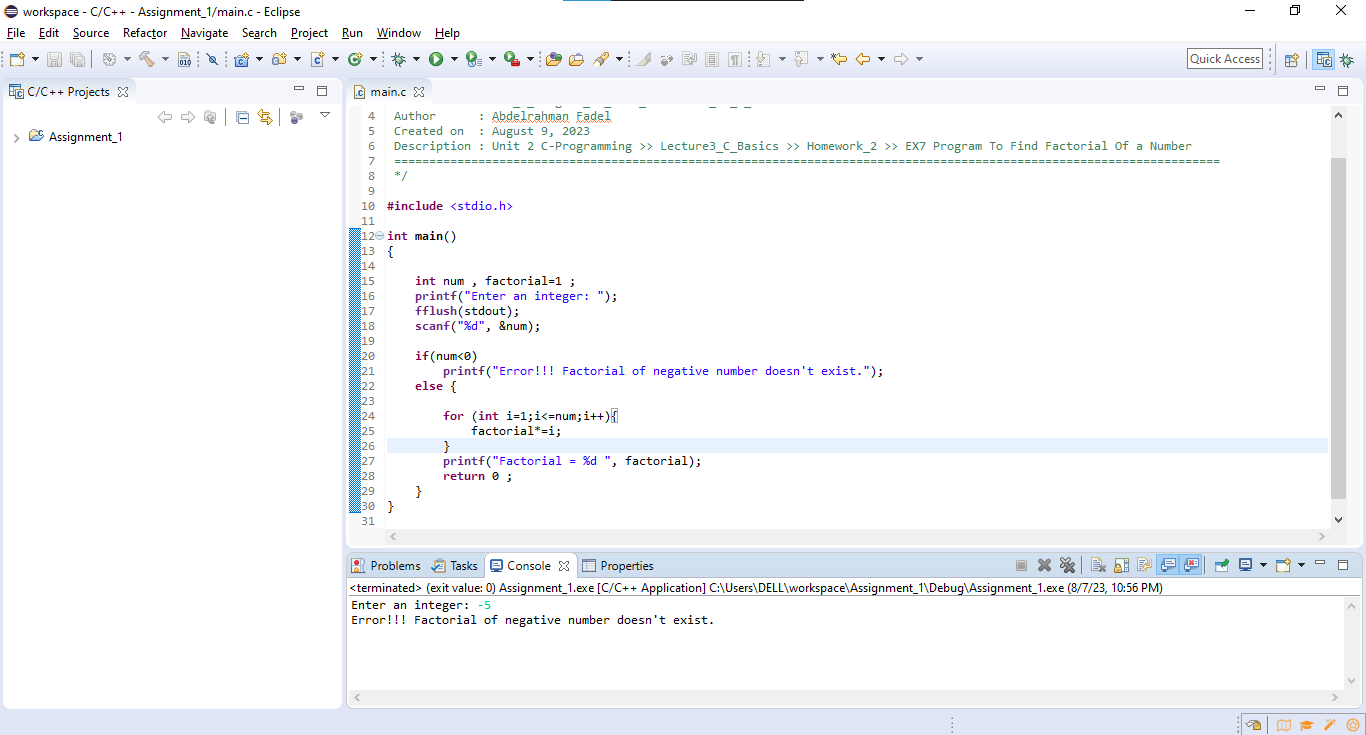 workspace - C/C++ - Assignment_1/main.c - Eclipse
File Edit Source Refactor Navigate Search Project Run Window Help
Quick Access
C/C++ Projects
main.c
Assignment_1
4 Author : Abdelrahman Fadel
5 Created on : August 9, 2023
6 Description : Unit 2 C-Programming >> Lecture3_C_Basics >> Homework_2 >> EX7 Program To Find Factorial Of a Number
7 ======================================================================================================================
8 */
9
10 #include <stdio.h>
11
12 int main()
13 {
14
15 int num , factorial=1 ;
16 printf("Enter an integer: ");
17 fflush(stdout);
18 scanf("%d", &num);
19
20 if(num<0)
21 printf("Error!!! Factorial of negative number doesn't exist.");
22 else {
23
24 for (int i=1;i<=num;i++){
25 factorial*=i;
26 }
27 printf("Factorial = %d ", factorial);
28 return 0 ;
29 }
30 }
31
Problems Tasks Console Properties
<terminated> (exit value: 0) Assignment_1.exe [C/C++ Application] C:\Users\DELL\workspace\Assignment_1\Debug\Assignment_1.exe (8/7/23, 10:56 PM)
Enter an integer: -5
Error!!! Factorial of negative number doesn't exist.